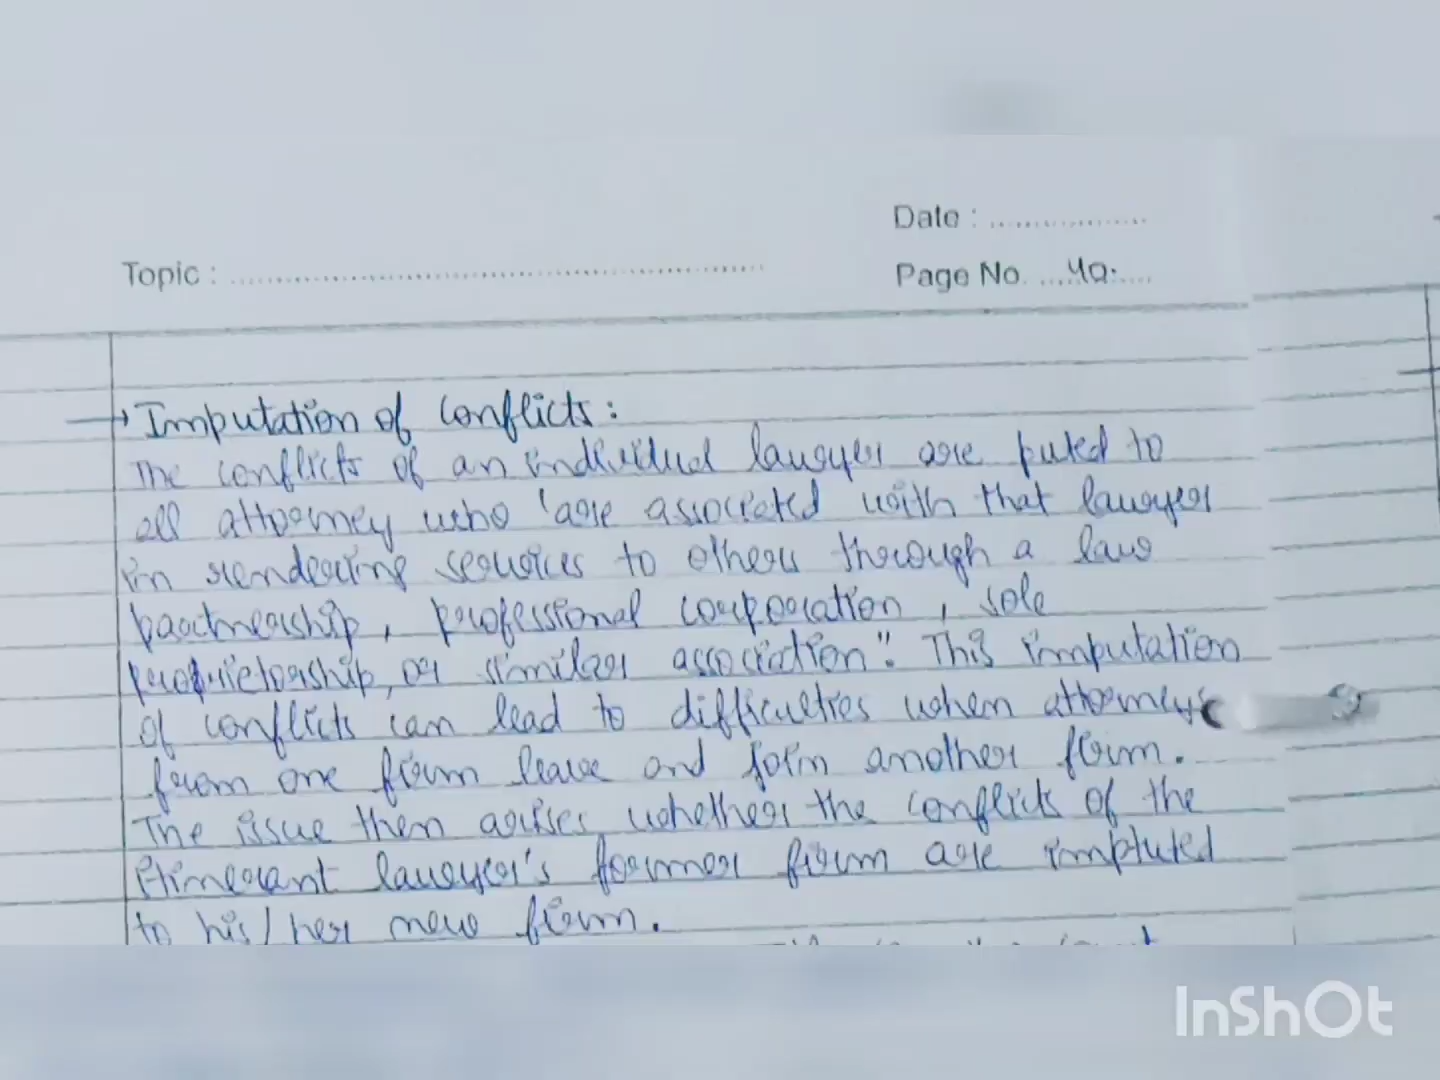 Date : ..................
Topic : ............................................................
Page No. .....40.....
→ Imputation of conflicts :
The conflicts of an individual lawyer are puted to
all attorney who are associated with that lawyer
in rendering services to others through a law
partnership, professional corporation, sole
proprietorship, or similar association". This imputation
of conflicts can lead to difficulties when attorneys
from one firm leave and join another firm.
The issue then arises whether the conflicts of the
itinerant lawyer's former firm are imputed
to his/her new firm.
InShOt